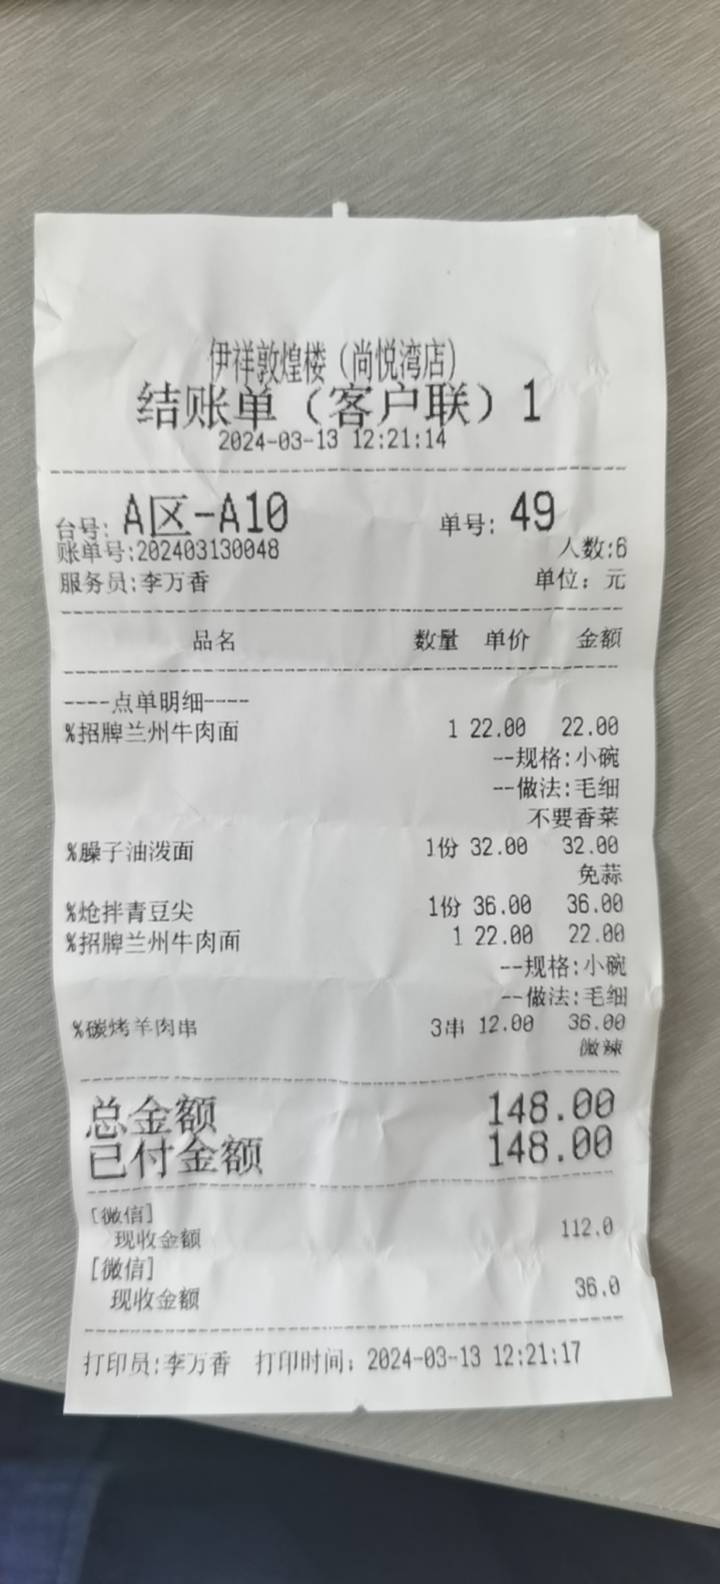 伊祥敦煌楼（尚悦湾店）
结账单（客户联）1
2024-03-13 12:21:14
台号: A区-A10 单号: 49
账单号:202403130048 人数:6
服务员:李万香 单位: 元
品名 数量 单价 金额
----点单明细----
%招牌兰州牛肉面 1 22.00 22.00
--规格:小碗
--做法:毛细
不要香菜
%臊子油泼面 1份 32.00 32.00
免蒜
%炝拌青豆尖 1份 36.00 36.00
%招牌兰州牛肉面 1 22.00 22.00
--规格:小碗
--做法:毛细
%碳烤羊肉串 3串 12.00 36.00
微辣
总金额 148.00
已付金额 148.00
[微信]
现收金额 112.0
[微信]
现收金额 36.0
打印员:李万香 打印时间: 2024-03-13 12:21:17